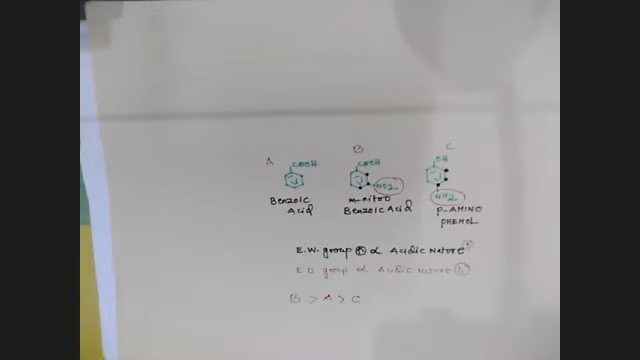 A B C
COOH COOH OH
NO2 NH2
Benzoic Acid
m-nitro Benzoic Acid
P-AMINO PHENOL
E.W. group ↑ α Acidic Nature ↑
E D group α Acidic Nature ↓
B > A > C